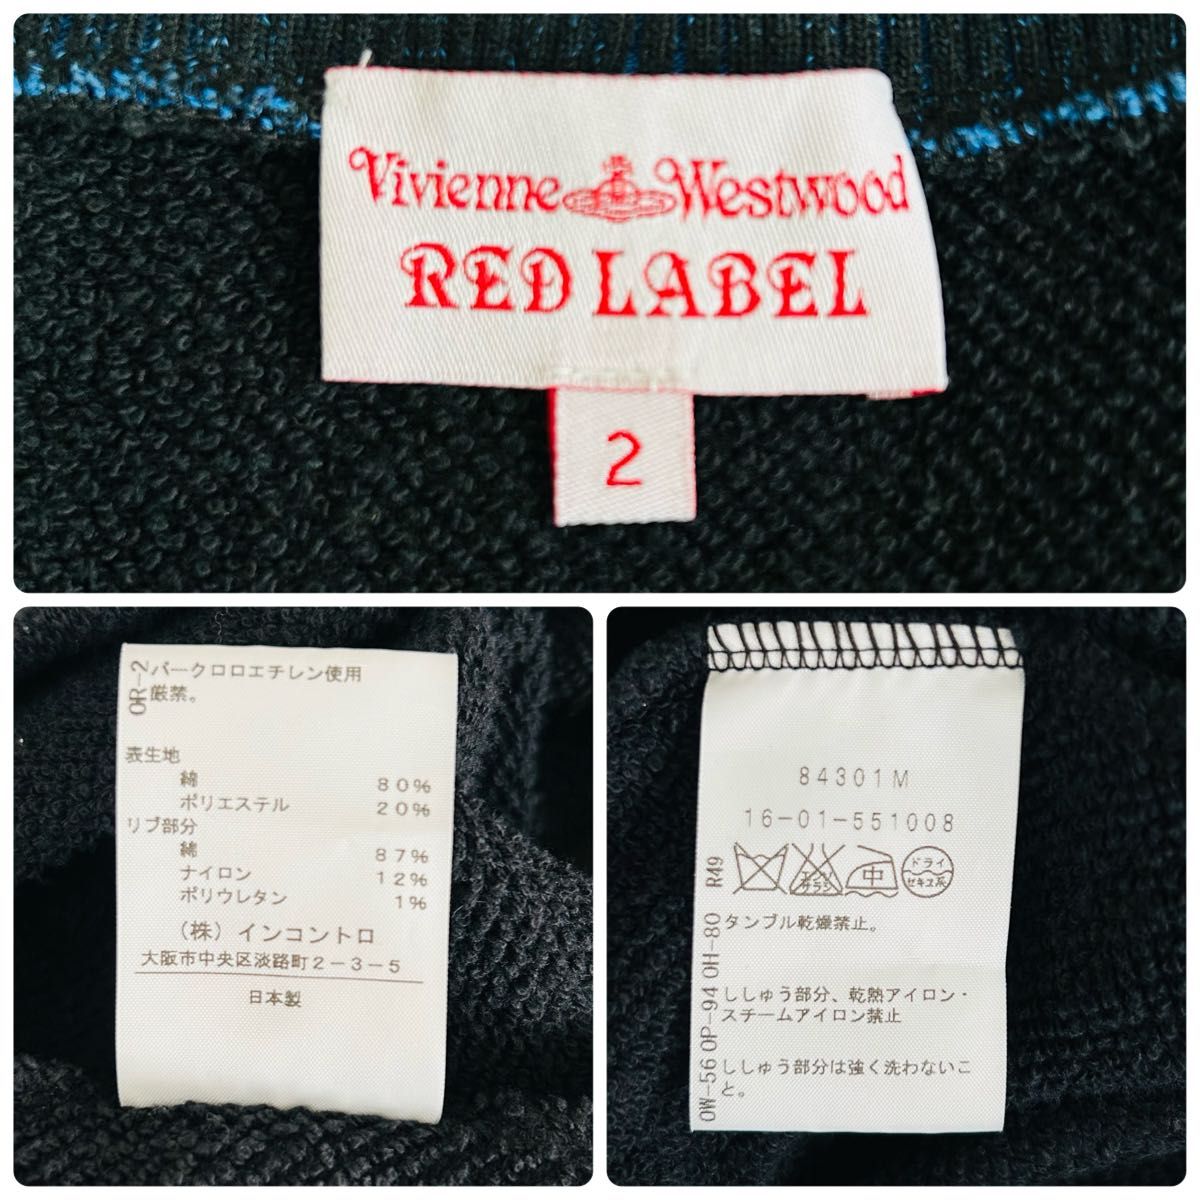 Vivienne Westwood
RED LABEL
2
OR-2
パークロロエチレン使用
厳禁。
表生地
綿 80%
ポリエステル 20%
リブ部分
綿 87%
ナイロン 12%
ポリウレタン 1%
(株)インコントロ
大阪市中央区淡路町2-3-5
日本製
84301M
16-01-551008
R49
エンソ
サラシ
中
ドライ
セキユ系
OH-80
タンブル乾燥禁止。
OP-94
ししゅう部分、乾熱アイロン・
スチームアイロン禁止
OW-56
ししゅう部分は強く洗わないこ
と。